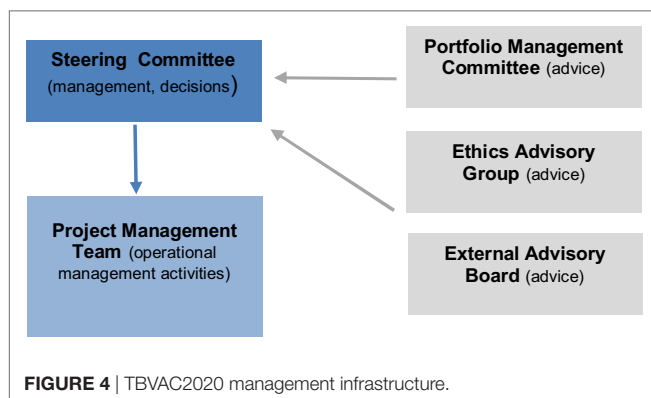 Steering Committee
(management, decisions)
Portfolio Management
Committee (advice)
Ethics Advisory
Group (advice)
Project Management
Team (operational
management activities)
External Advisory
Board (advice)
FIGURE 4 | TBVAC2020 management infrastructure.